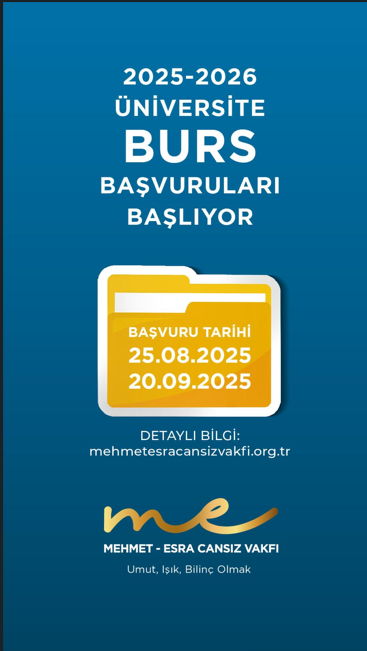 2025-2026
ÜNİVERSİTE
BURS
BAŞVURULARI
BAŞLIYOR
BAŞVURU TARİHİ
25.08.2025
20.09.2025
DETAYLI BİLGİ:
mehmetesracansizvakfi.org.tr
me
MEHMET - ESRA CANSIZ VAKFI
Umut, Işık, Bilinç Olmak